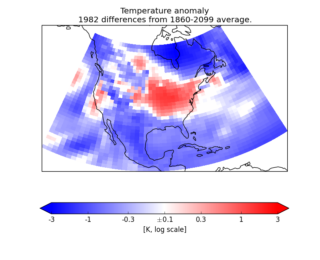 Temperature anomaly
1982 differences from 1860-2099 average.
-3 -1 -0.3 ±0.1 0.3 1 3
[K, log scale]